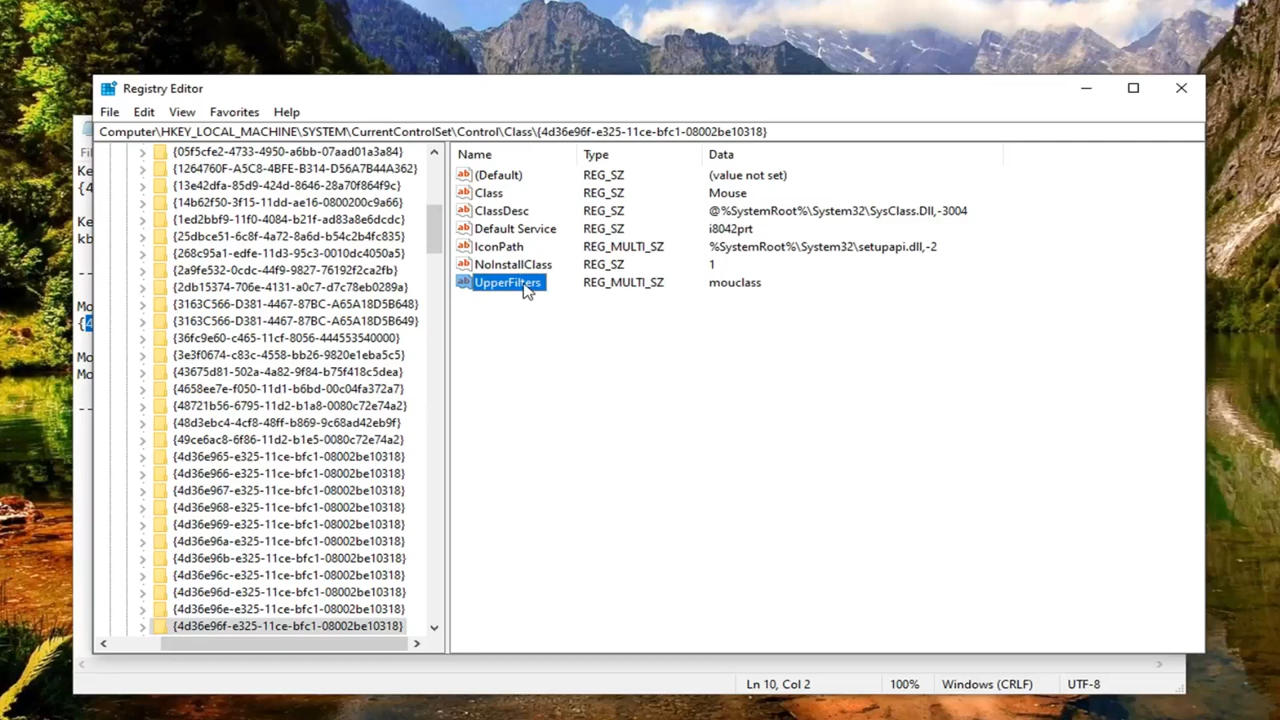 Registry Editor
File Edit View Favorites Help
Computer\HKEY_LOCAL_MACHINE\SYSTEM\CurrentControlSet\Control\Class\{4d36e96f-e325-11ce-bfc1-08002be10318}
{05f5cfe2-4733-4950-a6bb-07aad01a3a84}
{1264760F-A5C8-4BFE-B314-D56A7B44A362}
{13e42dfa-85d9-424d-8646-28a70f864f9c}
{14b62f50-3f15-11dd-ae16-0800200c9a66}
{1ed2bbf9-11f0-4084-b21f-ad83a8e6dcdc}
{25dbce51-6c8f-4a72-8a6d-b54c2b4fc835}
{268c95a1-edfe-11d3-95c3-0010dc4050a5}
{2a9fe532-0cdc-44f9-9827-76192f2ca2fb}
{2db15374-706e-4131-a0c7-d7c78eb0289a}
{3163C566-D381-4467-87BC-A65A18D5B648}
{3163C566-D381-4467-87BC-A65A18D5B649}
{36fc9e60-c465-11cf-8056-444553540000}
{3e3f0674-c83c-4558-bb26-9820e1eba5c5}
{43675d81-502a-4a82-9f84-b75f418c5dea}
{4658ee7e-f050-11d1-b6bd-00c04fa372a7}
{48721b56-6795-11d2-b1a8-0080c72e74a2}
{48d3ebc4-4cf8-48ff-b869-9c68ad42eb9f}
{49ce6ac8-6f86-11d2-b1e5-0080c72e74a2}
{4d36e965-e325-11ce-bfc1-08002be10318}
{4d36e966-e325-11ce-bfc1-08002be10318}
{4d36e967-e325-11ce-bfc1-08002be10318}
{4d36e968-e325-11ce-bfc1-08002be10318}
{4d36e969-e325-11ce-bfc1-08002be10318}
{4d36e96a-e325-11ce-bfc1-08002be10318}
{4d36e96b-e325-11ce-bfc1-08002be10318}
{4d36e96c-e325-11ce-bfc1-08002be10318}
{4d36e96d-e325-11ce-bfc1-08002be10318}
{4d36e96e-e325-11ce-bfc1-08002be10318}
{4d36e96f-e325-11ce-bfc1-08002be10318}
Name Type Data
(Default) REG_SZ (value not set)
Class REG_SZ Mouse
ClassDesc REG_SZ @%SystemRoot%\System32\SysClass.Dll,-3004
Default Service REG_SZ i8042prt
IconPath REG_MULTI_SZ %SystemRoot%\System32\setupapi.dll,-2
NoInstallClass REG_SZ 1
UpperFilters REG_MULTI_SZ mouclass
Ln 10, Col 2 100% Windows (CRLF) UTF-8